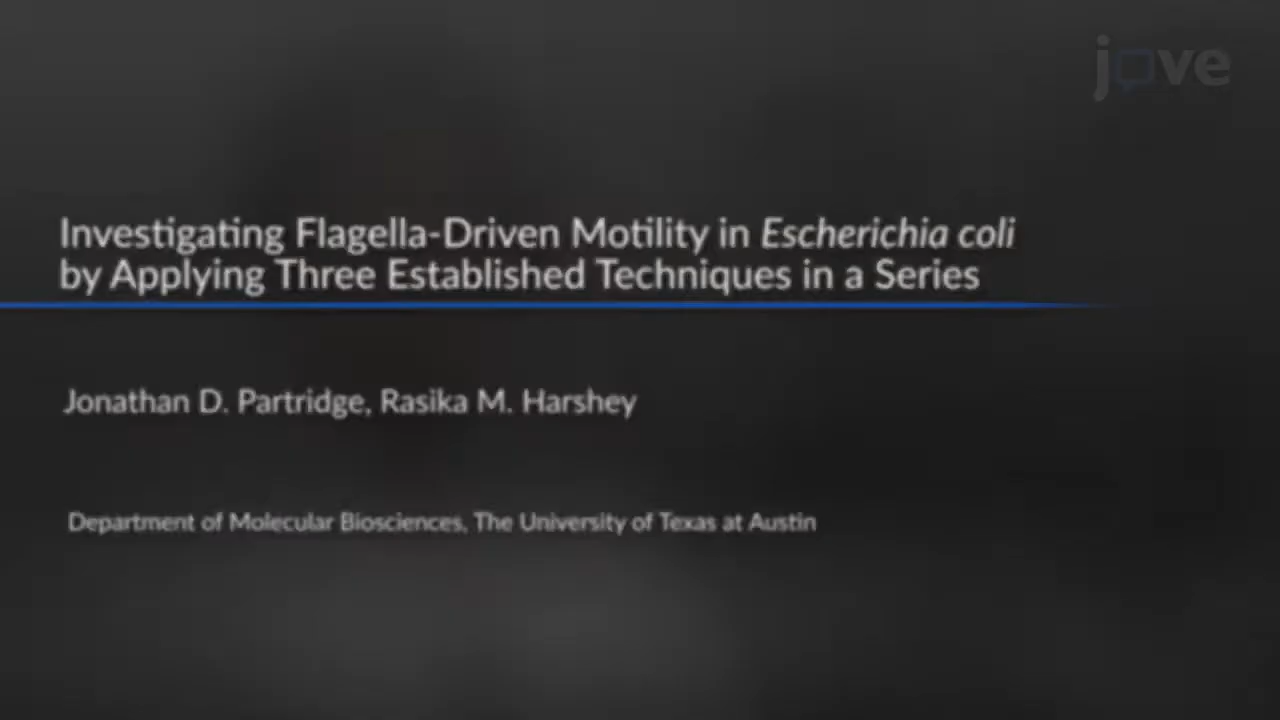 jove
Investigating Flagella-Driven Motility in Escherichia coli
by Applying Three Established Techniques in a Series
Jonathan D. Partridge, Rasika M. Harshey
Department of Molecular Biosciences, The University of Texas at Austin